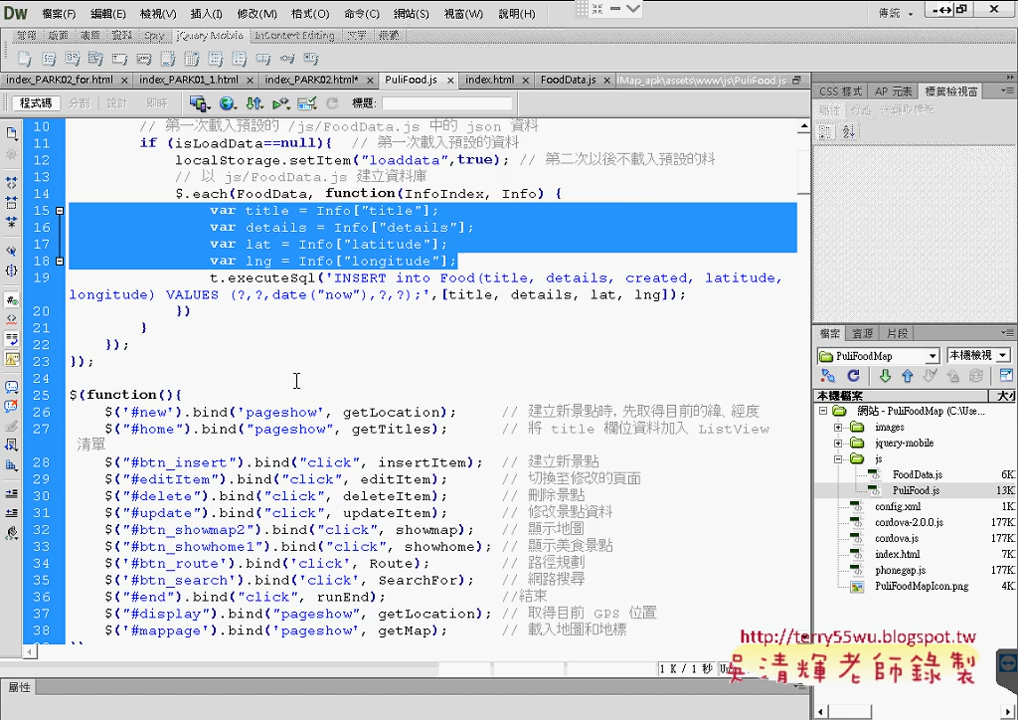 Dw 檔案(F) 編輯(E) 檢視(V) 插入(I) 修改(M) 格式(O) 命令(C) 網站(S) 視窗(W) 說明(H) 傳統
常用 版面 表單 資料 Spry jQuery Mobile InContext Editing 文字
index_PARK02_for.html index_PARK01_1.html index_PARK02.html* PuliFood.js index.html FoodData.js Map_apk\assets\www\js\PuliFood.js
程式碼 分割 設計 即時 標題:
10 // 第一次載入預設的 /js/FoodData.js 中的 json 資料
11 if (isLoadData==null){ // 第一次載入預設的資料
12 localStorage.setItem("loaddata",true); // 第二次以後不載入預設的料
13 // 以 js/FoodData.js 建立資料庫
14 $.each(FoodData, function(InfoIndex, Info) {
15 var title = Info["title"];
16 var details = Info["details"];
17 var lat = Info["latitude"];
18 var lng = Info["longitude"];
19 t.executeSql('INSERT into Food(title, details, created, latitude,
longitude) VALUES (?,?,date("now"),?,?);',[title, details, lat, lng]);
20 })
21 }
22 });
23 });
24
25 $(function(){
26 $('#new').bind('pageshow', getLocation); // 建立新景點時,先取得目前的緯、經度
27 $("#home").bind("pageshow", getTitles); // 將 title 欄位資料加入 ListView
清單
28 $("#btn_insert").bind("click", insertItem); // 建立新景點
29 $("#editItem").bind("click", editItem); // 切換至修改的頁面
30 $("#delete").bind("click", deleteItem); // 刪除景點
31 $("#update").bind("click", updateItem); // 修改景點資料
32 $("#btn_showmap2").bind("click", showmap); // 顯示地圖
33 $("#btn_showhome1").bind("click", showhome); // 顯示美食景點
34 $("#btn_route").bind('click', Route); // 路徑規劃
35 $("#btn_search").bind('click', SearchFor); // 網路搜尋
36 $("#end").bind("click", runEnd); //結束
37 $("#display").bind("pageshow", getLocation); // 取得目前 GPS 位置
38 $('#mappage').bind('pageshow', getMap); // 載入地圖和地標
1 K / 1 秒
屬性
CSS 樣式 AP 元素 標籤檢視窗
檔案 資源 片段
PuliFoodMap 本機檢視
本機檔案 大小
網站 - PuliFoodMap (C:\Use...
images
jquery-mobile
js
FoodData.js 6K
PuliFood.js 13K
config.xml 1K
cordova-2.0.0.js 177K
cordova.js 177K
index.html 7K
phonegap.js 177K
PuliFoodMapIcon.png 4K
http://terry55wu.blogspot.tw
吳清輝老師錄製